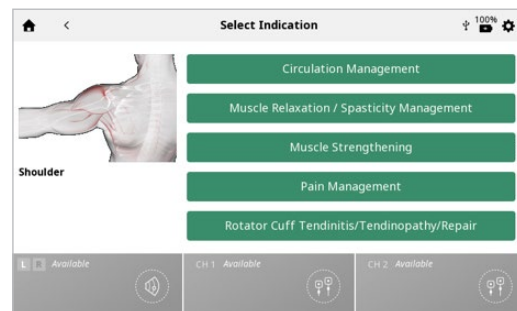 Select Indication
100%
Circulation Management
Muscle Relaxation / Spasticity Management
Muscle Strengthening
Shoulder
Pain Management
Rotator Cuff Tendinitis/Tendinopathy/Repair
L R Available
CH 1 Available
CH 2 Available